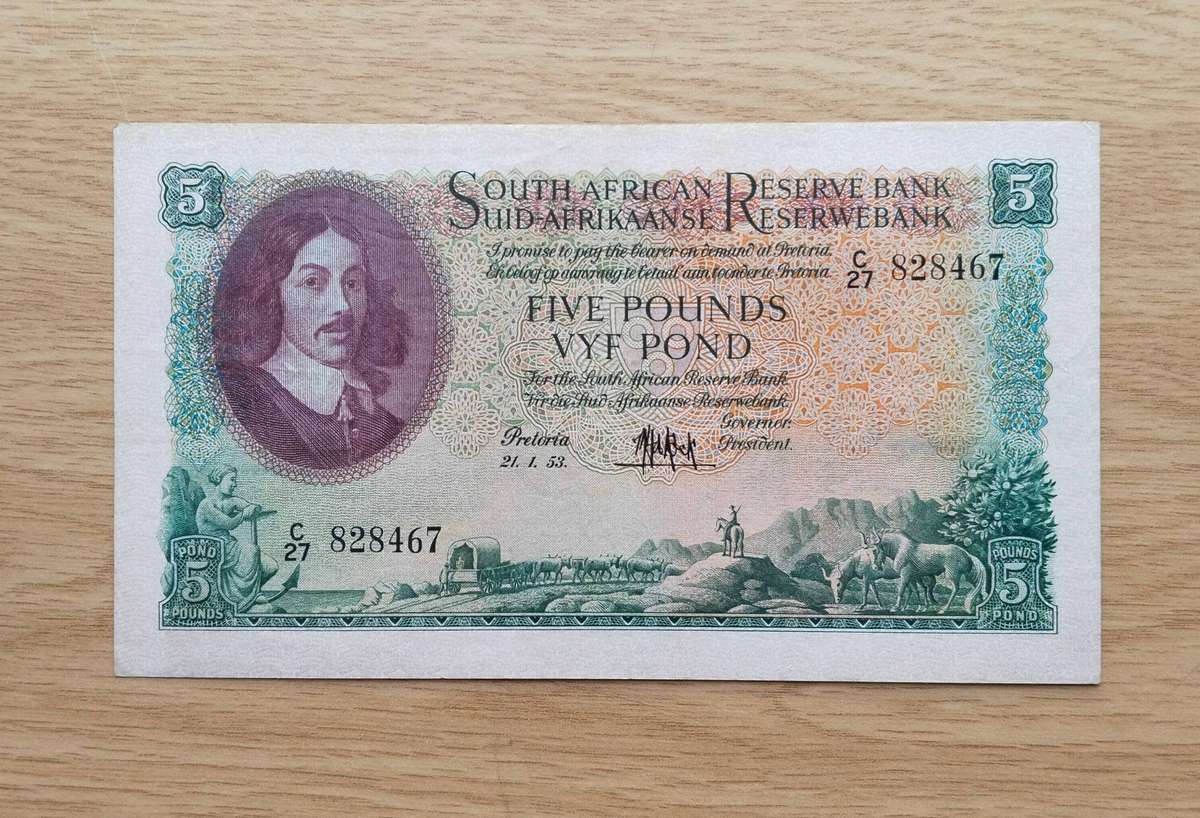 5
5
SOUTH AFRICAN RESERVE BANK
SUID-AFRIKAANSE RESERWEBANK
I promise to pay the bearer on demand at Pretoria.
Ek beloof op aanvraag te betaal aan toonder te Pretoria
C/27 828467
FIVE POUNDS
VYF POND
For the South African Reserve Bank.
Vir die Suid-Afrikaanse Reserwebank.
Governor.
President.
Pretoria
21. 1. 53.
C/27 828467
POND
5
POUNDS
POUNDS
5
POND